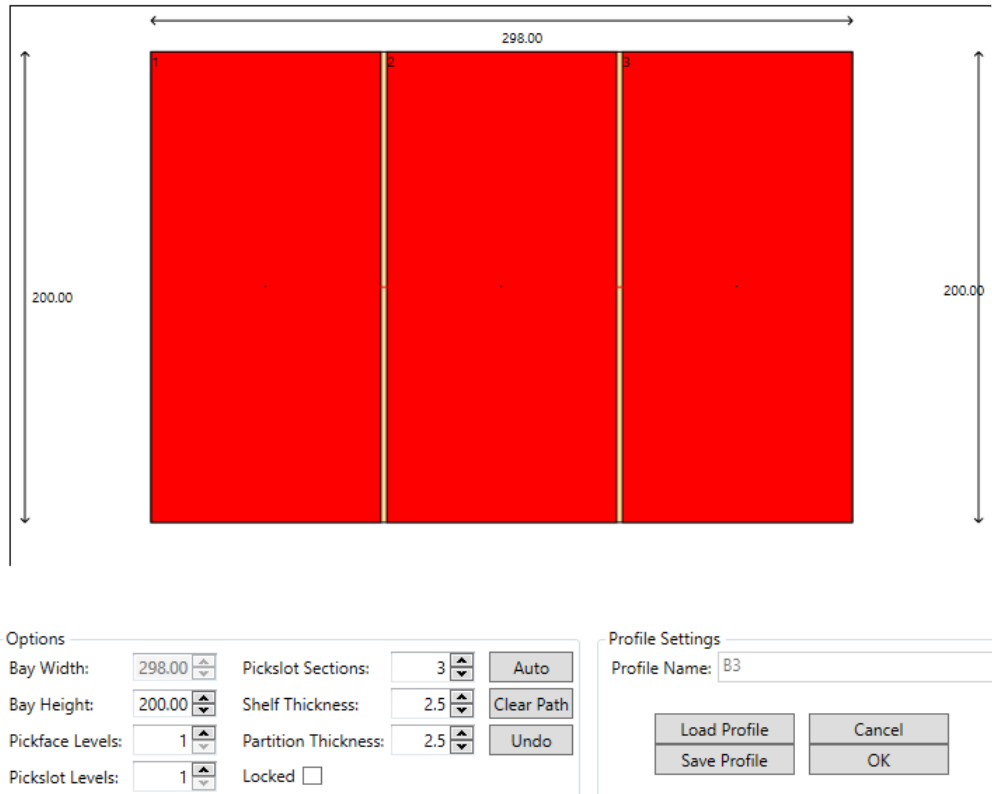 298.00
1 2 3
200.00 200.00
Options
Bay Width: 298.00 Pickslot Sections: 3 Auto
Bay Height: 200.00 Shelf Thickness: 2.5 Clear Path
Pickface Levels: 1 Partition Thickness: 2.5 Undo
Pickslot Levels: 1 Locked
Profile Settings
Profile Name: B3
Load Profile Cancel
Save Profile OK